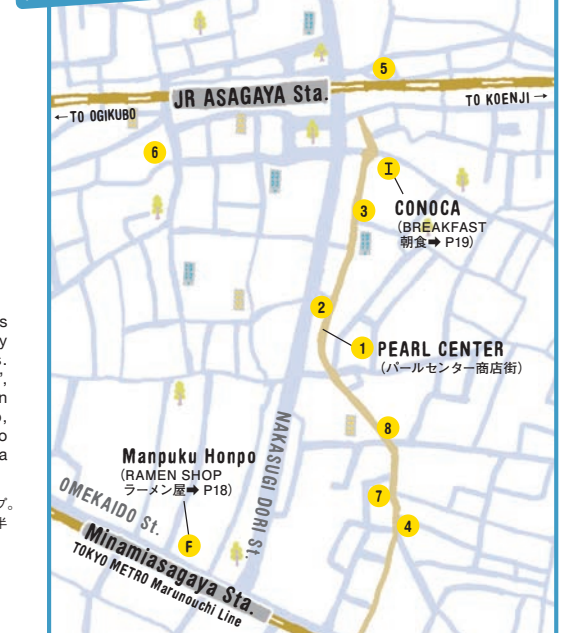 5
JR ASAGAYA Sta.
←TO OGIKUBO
TO KOENJI→
6
I
CONOCA
(BREAKFAST
朝食➡ P19)
3
2
1 PEARL CENTER
(パールセンター商店街)
8
NAKASUGI DORI St.
Manpuku Honpo
(RAMEN SHOP
ラーメン屋➡ P18)
7
4
OMEKAIDO St.
F
Minamiasagaya Sta.
TOKYO METRO Marunouchi Line
s
y
s.
",
n
o,
o
a
プ。
半